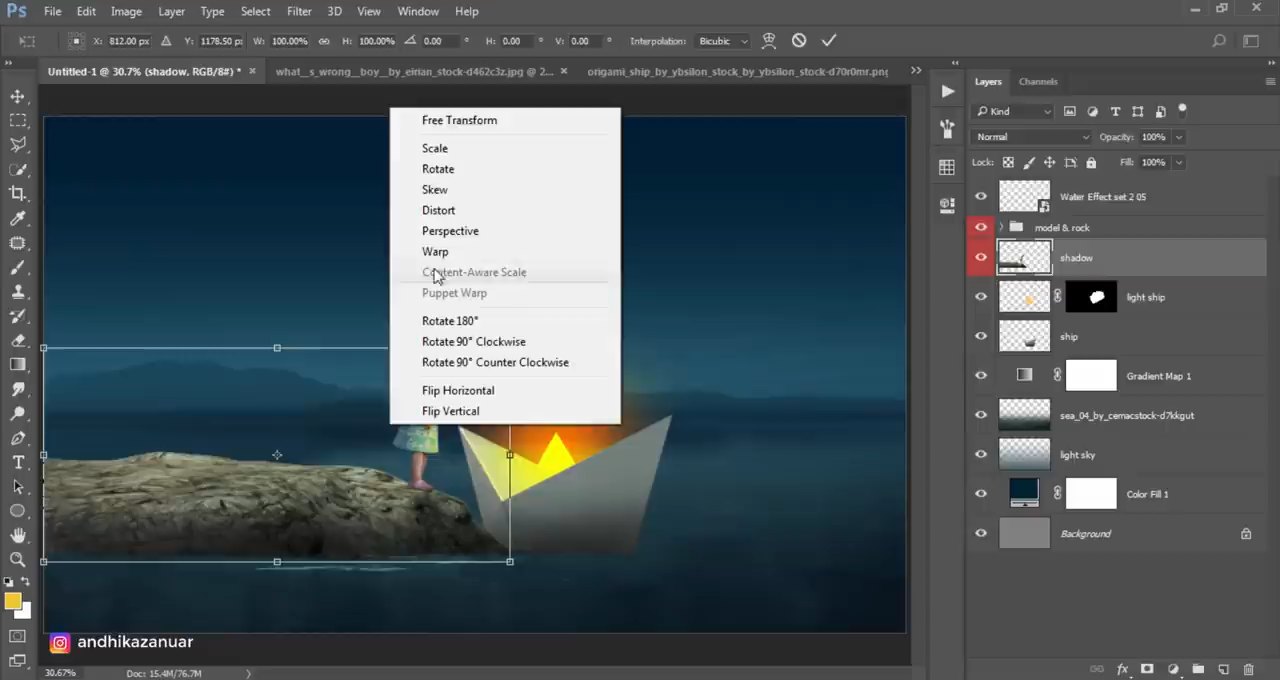 Ps File Edit Image Layer Type Select Filter 3D View Window Help
X: 812.00 px Y: 1178.50 px W: 100.00% H: 100.00% 0.00 ° H: 0.00 ° V: 0.00 ° Interpolation: Bicubic
Untitled-1 @ 30.7% (shadow, RGB/8#) * what__s_wrong__boy__by_eirian_stock-d462c3z.jpg @ 2... origami_ship_by_ybsilon_stock_by_ybsilon_stock-d70r0mr.png
Free Transform
Scale
Rotate
Skew
Distort
Perspective
Warp
Content-Aware Scale
Puppet Warp
Rotate 180°
Rotate 90° Clockwise
Rotate 90° Counter Clockwise
Flip Horizontal
Flip Vertical
andhikazanuar
30.67% Doc: 15.4M/76.7M
Layers Channels
Kind
Normal Opacity: 100%
Lock: Fill: 100%
Water Effect set 2 05
model & rock
shadow
light ship
ship
Gradient Map 1
sea_04_by_cemacstock-d7kkgut
light sky
Color Fill 1
Background
fx